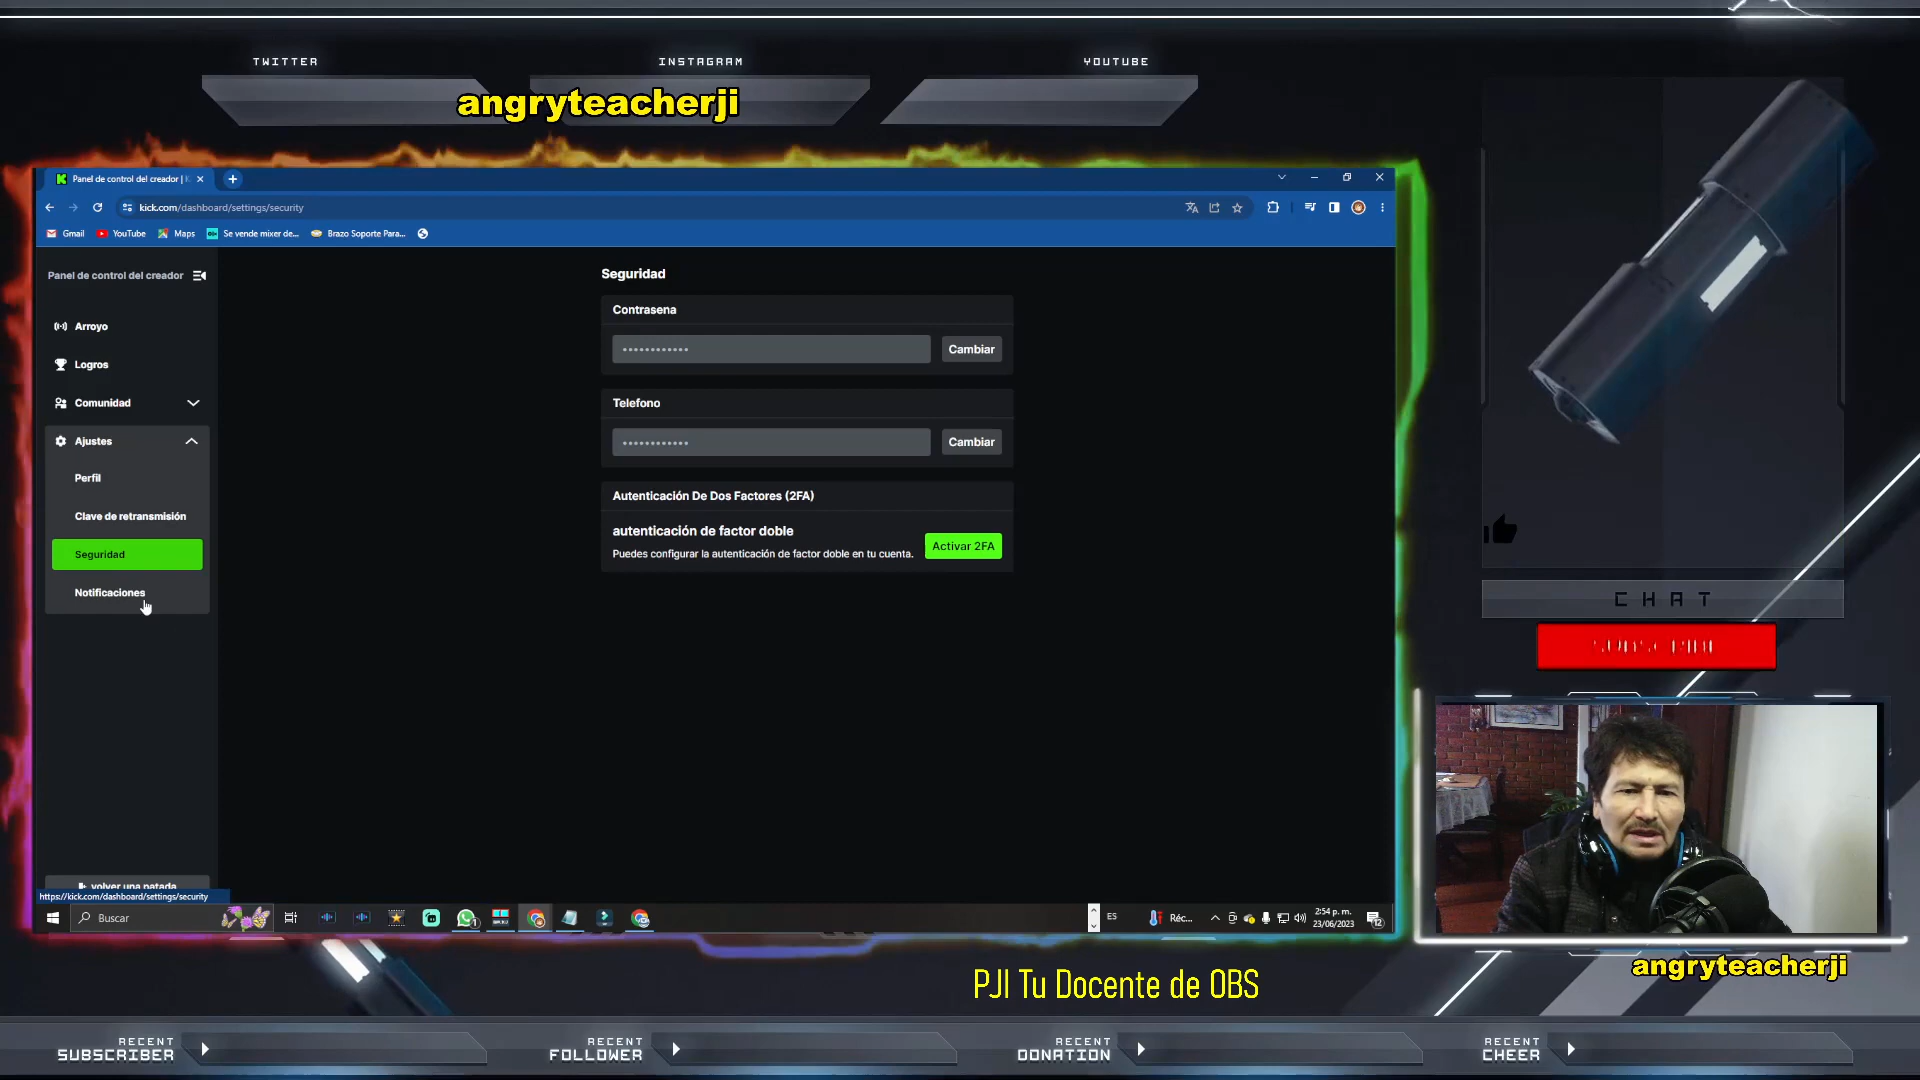 TWITTER
INSTAGRAM
YOUTUBE
angryteacherji
Panel de control del creador |
kick.com/dashboard/settings/security
Gmail
YouTube
Maps
Se vende mixer de...
Brazo Soporte Para...
Panel de control del creador
Arroyo
Logros
Comunidad
Ajustes
Perfil
Clave de retransmisión
Seguridad
Notificaciones
volver una patada
https://kick.com/dashboard/settings/security
Seguridad
Contrasena
Cambiar
Telefono
Cambiar
Autenticación De Dos Factores (2FA)
autenticación de factor doble
Puedes configurar la autenticación de factor doble en tu cuenta.
Activar 2FA
Buscar
ES
Réc...
2:54 p. m.
23/06/2023
12
CHAT
angryteacherji
PJI Tu Docente de OBS
RECENT
SUBSCRIBER
RECENT
FOLLOWER
RECENT
DONATION
RECENT
CHEER